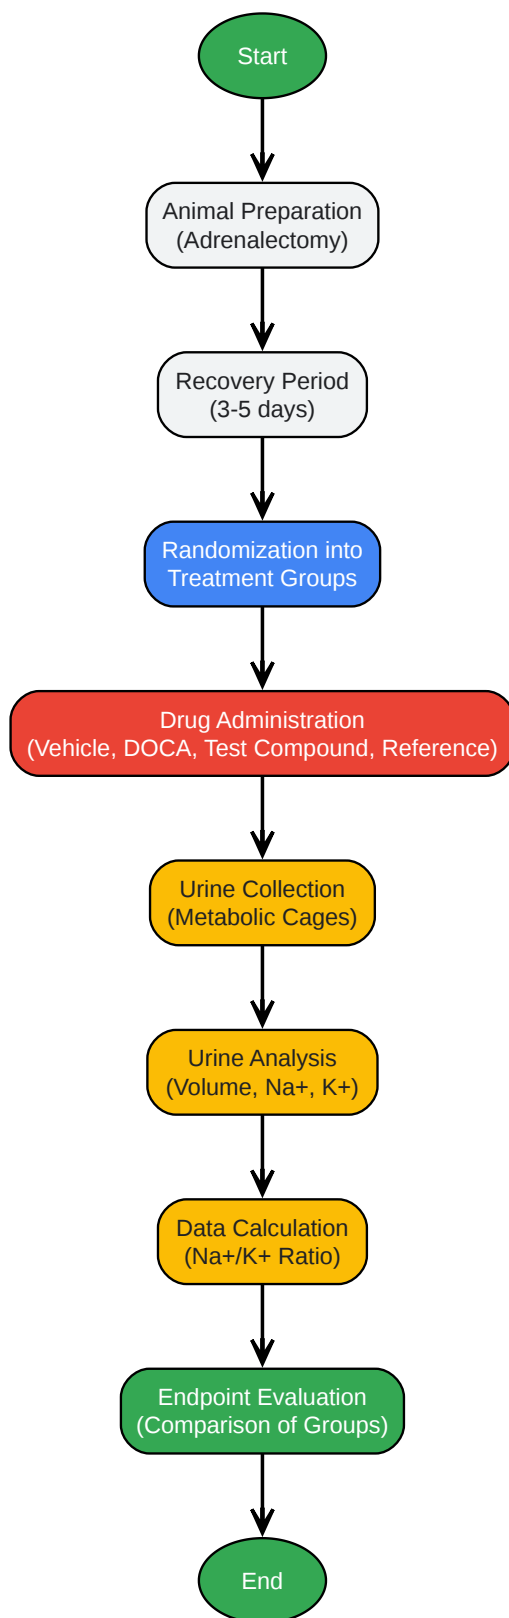 Start
Animal Preparation
(Adrenalectomy)
Recovery Period
(3-5 days)
Randomization into
Treatment Groups
Drug Administration
(Vehicle, DOCA, Test Compound, Reference)
Urine Collection
(Metabolic Cages)
Urine Analysis
(Volume, Na+, K+)
Data Calculation
(Na+/K+ Ratio)
Endpoint Evaluation
(Comparison of Groups)
End